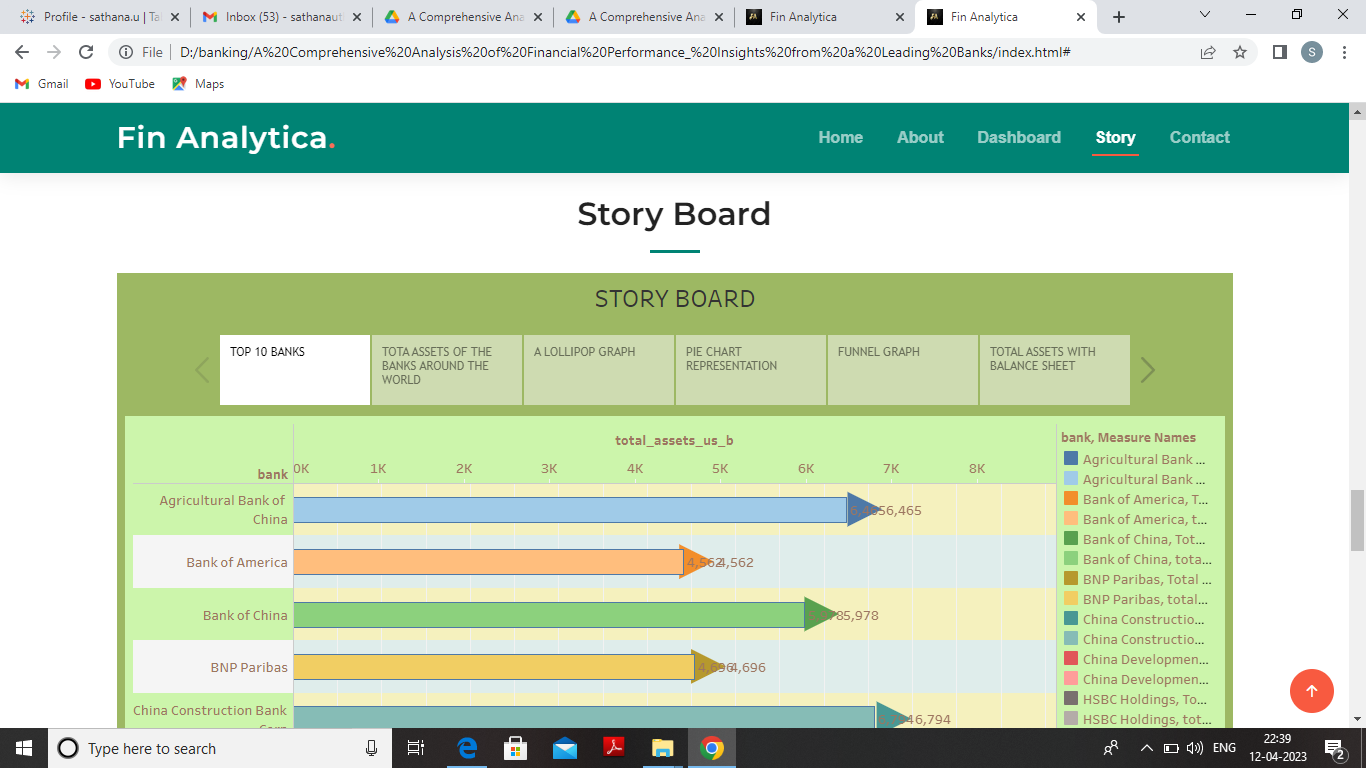 Profile - sathana.u | Ta
Inbox (53) - sathanaut
A Comprehensive Ana
A Comprehensive Ana
Fin Analytica
Fin Analytica
File
D:/banking/A%20Comprehensive%20Analysis%20of%20Financial%20Performance_%20Insights%20from%20a%20Leading%20Banks/index.html#
S
Gmail
YouTube
Maps
Fin Analytica.
Home
About
Dashboard
Story
Contact
Story Board
STORY BOARD
TOP 10 BANKS
TOTA ASSETS OF THE
BANKS AROUND THE
WORLD
A LOLLIPOP GRAPH
PIE CHART
REPRESENTATION
FUNNEL GRAPH
TOTAL ASSETS WITH
BALANCE SHEET
total_assets_us_b
bank
0K 1K 2K 3K 4K 5K 6K 7K 8K
Agricultural Bank of
China
6,465
Bank of America
4,562 4,562
Bank of China
5,978
BNP Paribas
4,696 4,696
China Construction Bank
6,794
bank, Measure Names
Agricultural Bank ...
Agricultural Bank ...
Bank of America, T...
Bank of America, t...
Bank of China, Tot...
Bank of China, tota...
BNP Paribas, Total ...
BNP Paribas, total...
China Constructio...
China Constructio...
China Developmen...
China Developmen...
HSBC Holdings, To...
HSBC Holdings, tot...
Type here to search
ENG
22:39
12-04-2023
2